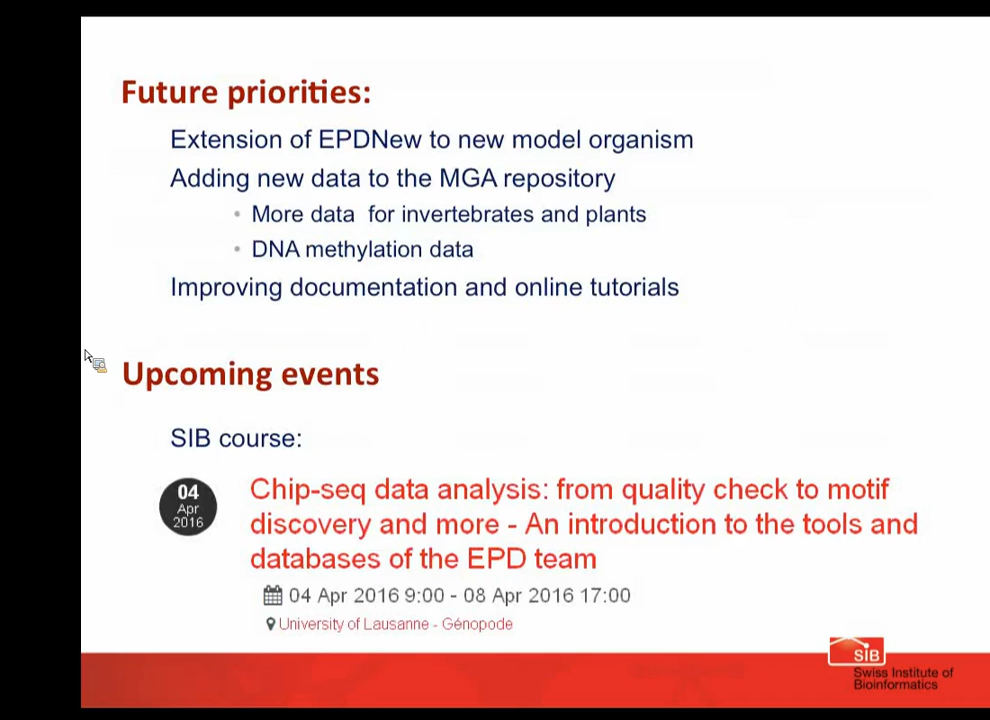 Future priorities:
Extension of EPDNew to new model organism
Adding new data to the MGA repository
• More data  for invertebrates and plants
• DNA methylation data
Improving documentation and online tutorials
Upcoming events
SIB course:
04
Apr
2016
Chip-seq data analysis: from quality check to motif
discovery and more - An introduction to the tools and
databases of the EPD team
04 Apr 2016 9:00 - 08 Apr 2016 17:00
University of Lausanne - Génopode
SIB
Swiss Institute of
Bioinformatics